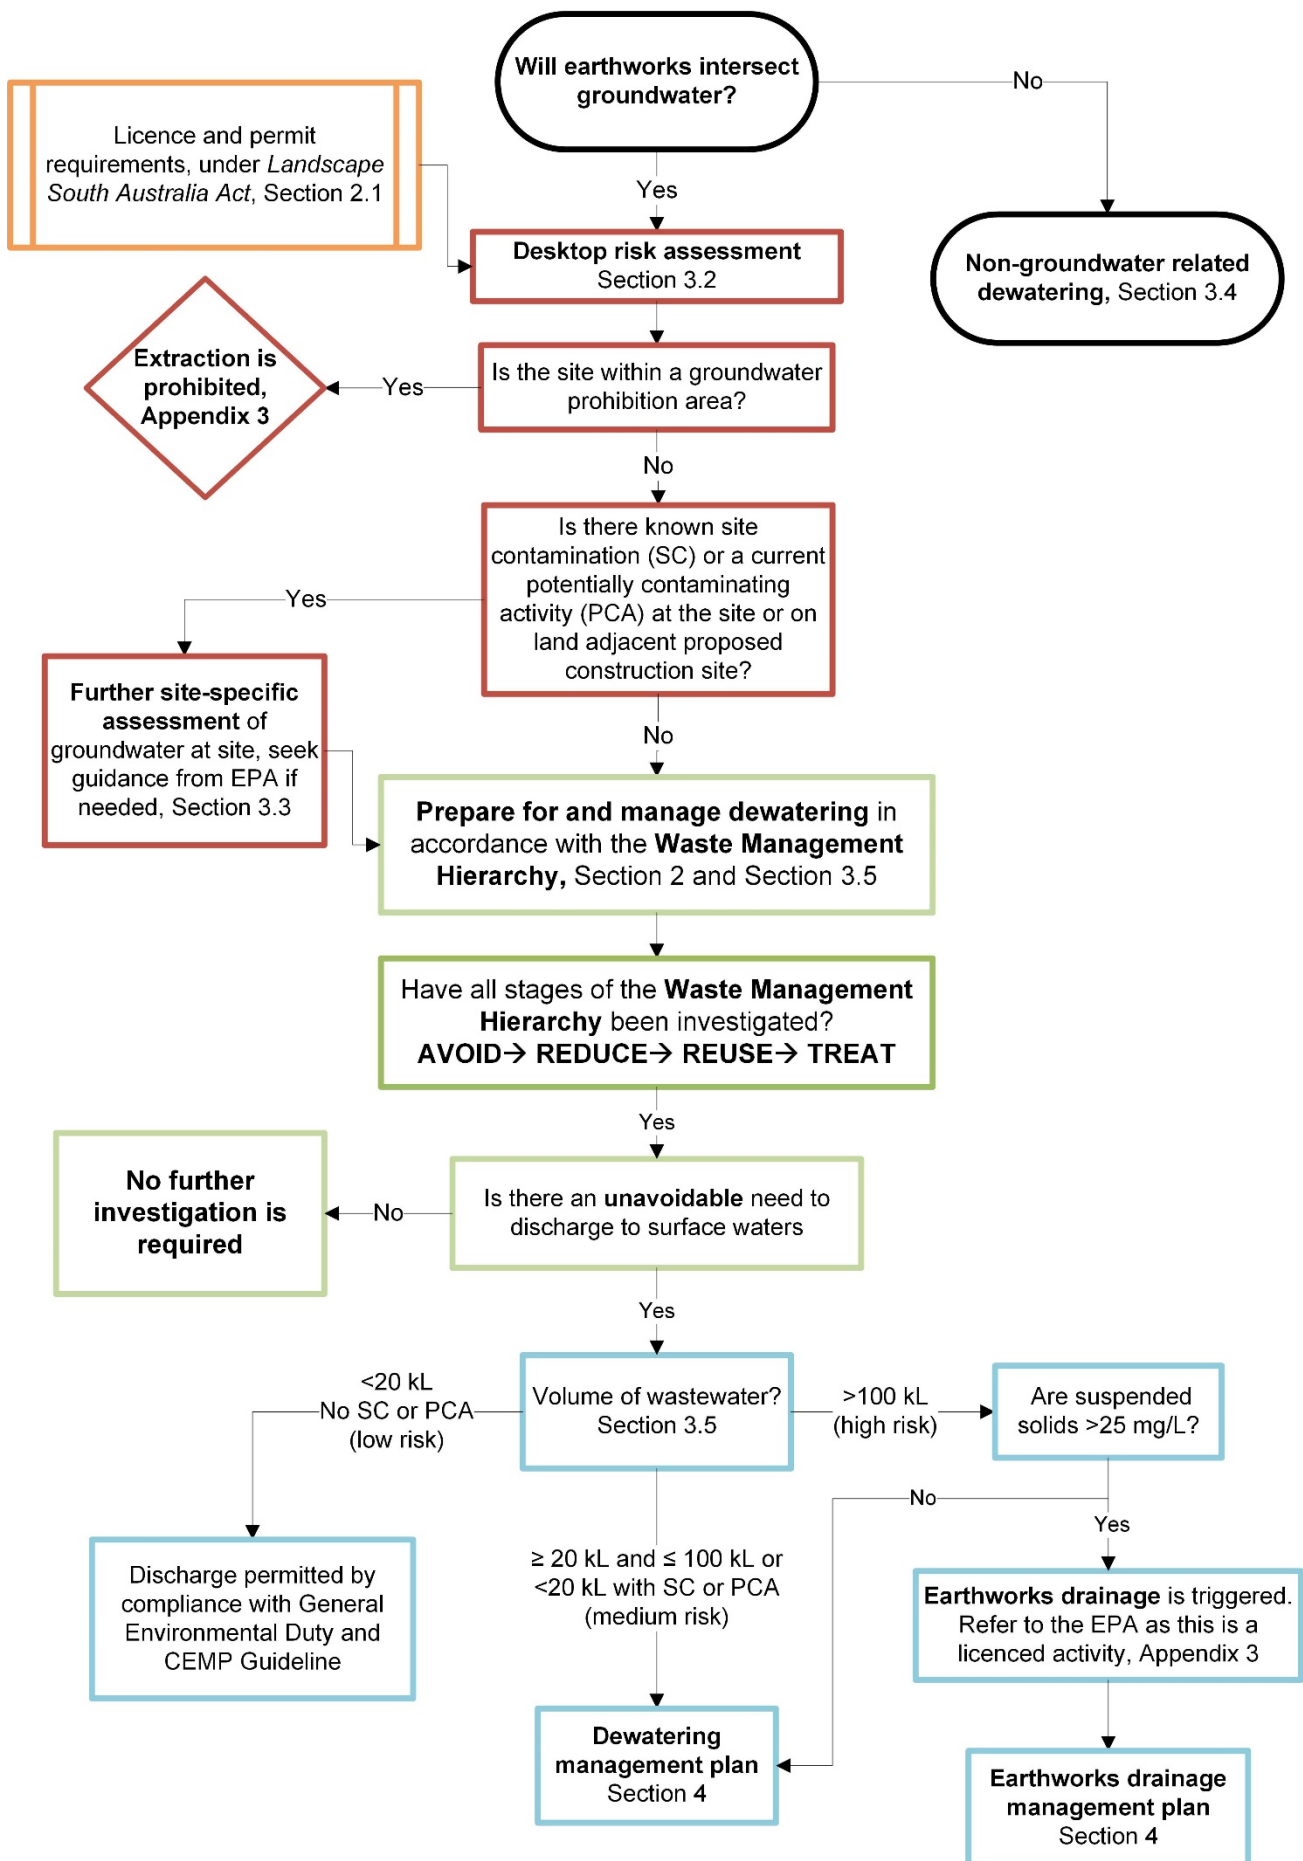 Will earthworks intersect
groundwater?
No
Licence and permit
requirements, under Landscape
South Australia Act, Section 2.1
Yes
Desktop risk assessment
Section 3.2
Non-groundwater related
dewatering, Section 3.4
Extraction is
prohibited,
Appendix 3
Yes
Is the site within a groundwater
prohibition area?
No
Is there known site
contamination (SC) or a current
potentially contaminating
activity (PCA) at the site or on
land adjacent proposed
construction site?
Yes
Further site-specific
assessment of
groundwater at site, seek
guidance from EPA if
needed, Section 3.3
No
Prepare for and manage dewatering in
accordance with the Waste Management
Hierarchy, Section 2 and Section 3.5
Have all stages of the Waste Management
Hierarchy been investigated?
AVOID→ REDUCE→ REUSE→ TREAT
Yes
No further
investigation is
required
No
Is there an unavoidable need to
discharge to surface waters
Yes
<20 kL
No SC or PCA
(low risk)
Volume of wastewater?
Section 3.5
>100 kL
(high risk)
Are suspended
solids >25 mg/L?
No
Yes
Discharge permitted by
compliance with General
Environmental Duty and
CEMP Guideline
≥ 20 kL and ≤ 100 kL or
<20 kL with SC or PCA
(medium risk)
Earthworks drainage is triggered.
Refer to the EPA as this is a
licenced activity, Appendix 3
Dewatering
management plan
Section 4
Earthworks drainage
management plan
Section 4